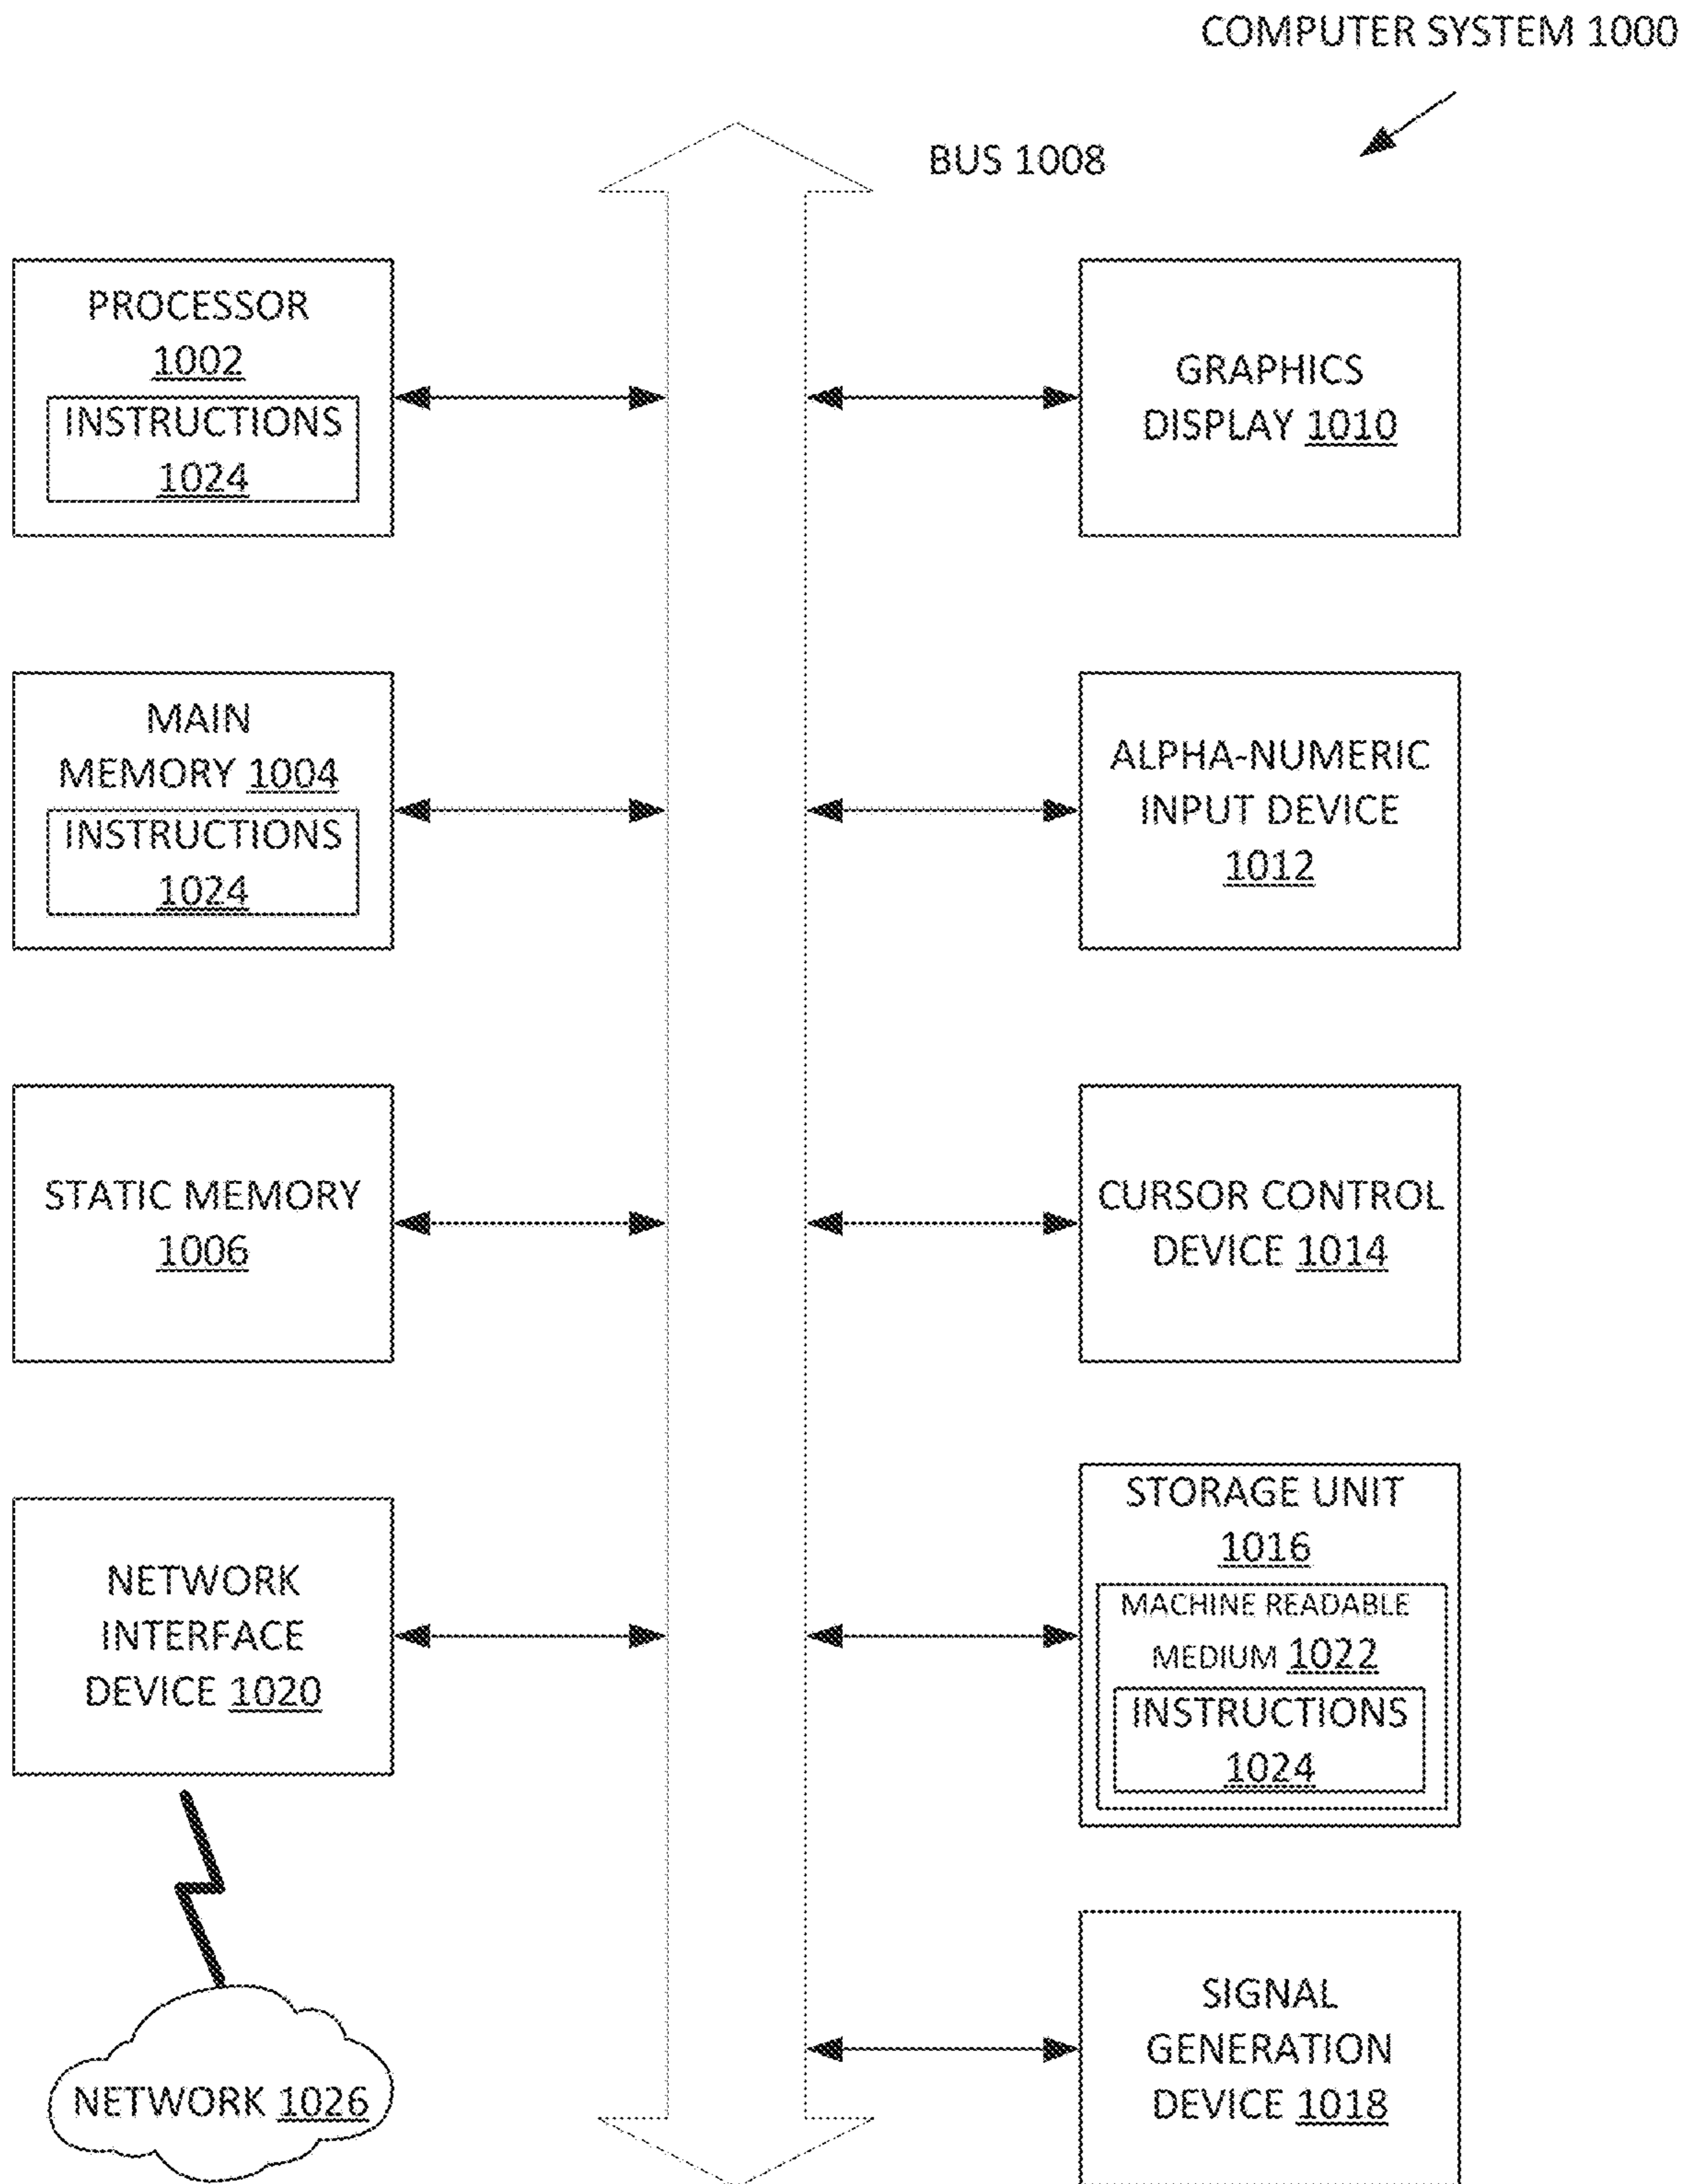 COMPUTER SYSTEM 1000
BUS 1008
PROCESSOR
1002
INSTRUCTIONS
1024
GRAPHICS
DISPLAY 1010
MAIN
MEMORY 1004
INSTRUCTIONS
1024
ALPHA-NUMERIC
INPUT DEVICE
1012
STATIC MEMORY
1006
CURSOR CONTROL
DEVICE 1014
NETWORK
INTERFACE
DEVICE 1020
STORAGE UNIT
1016
MACHINE READABLE
MEDIUM 1022
INSTRUCTIONS
1024
NETWORK 1026
SIGNAL
GENERATION
DEVICE 1018